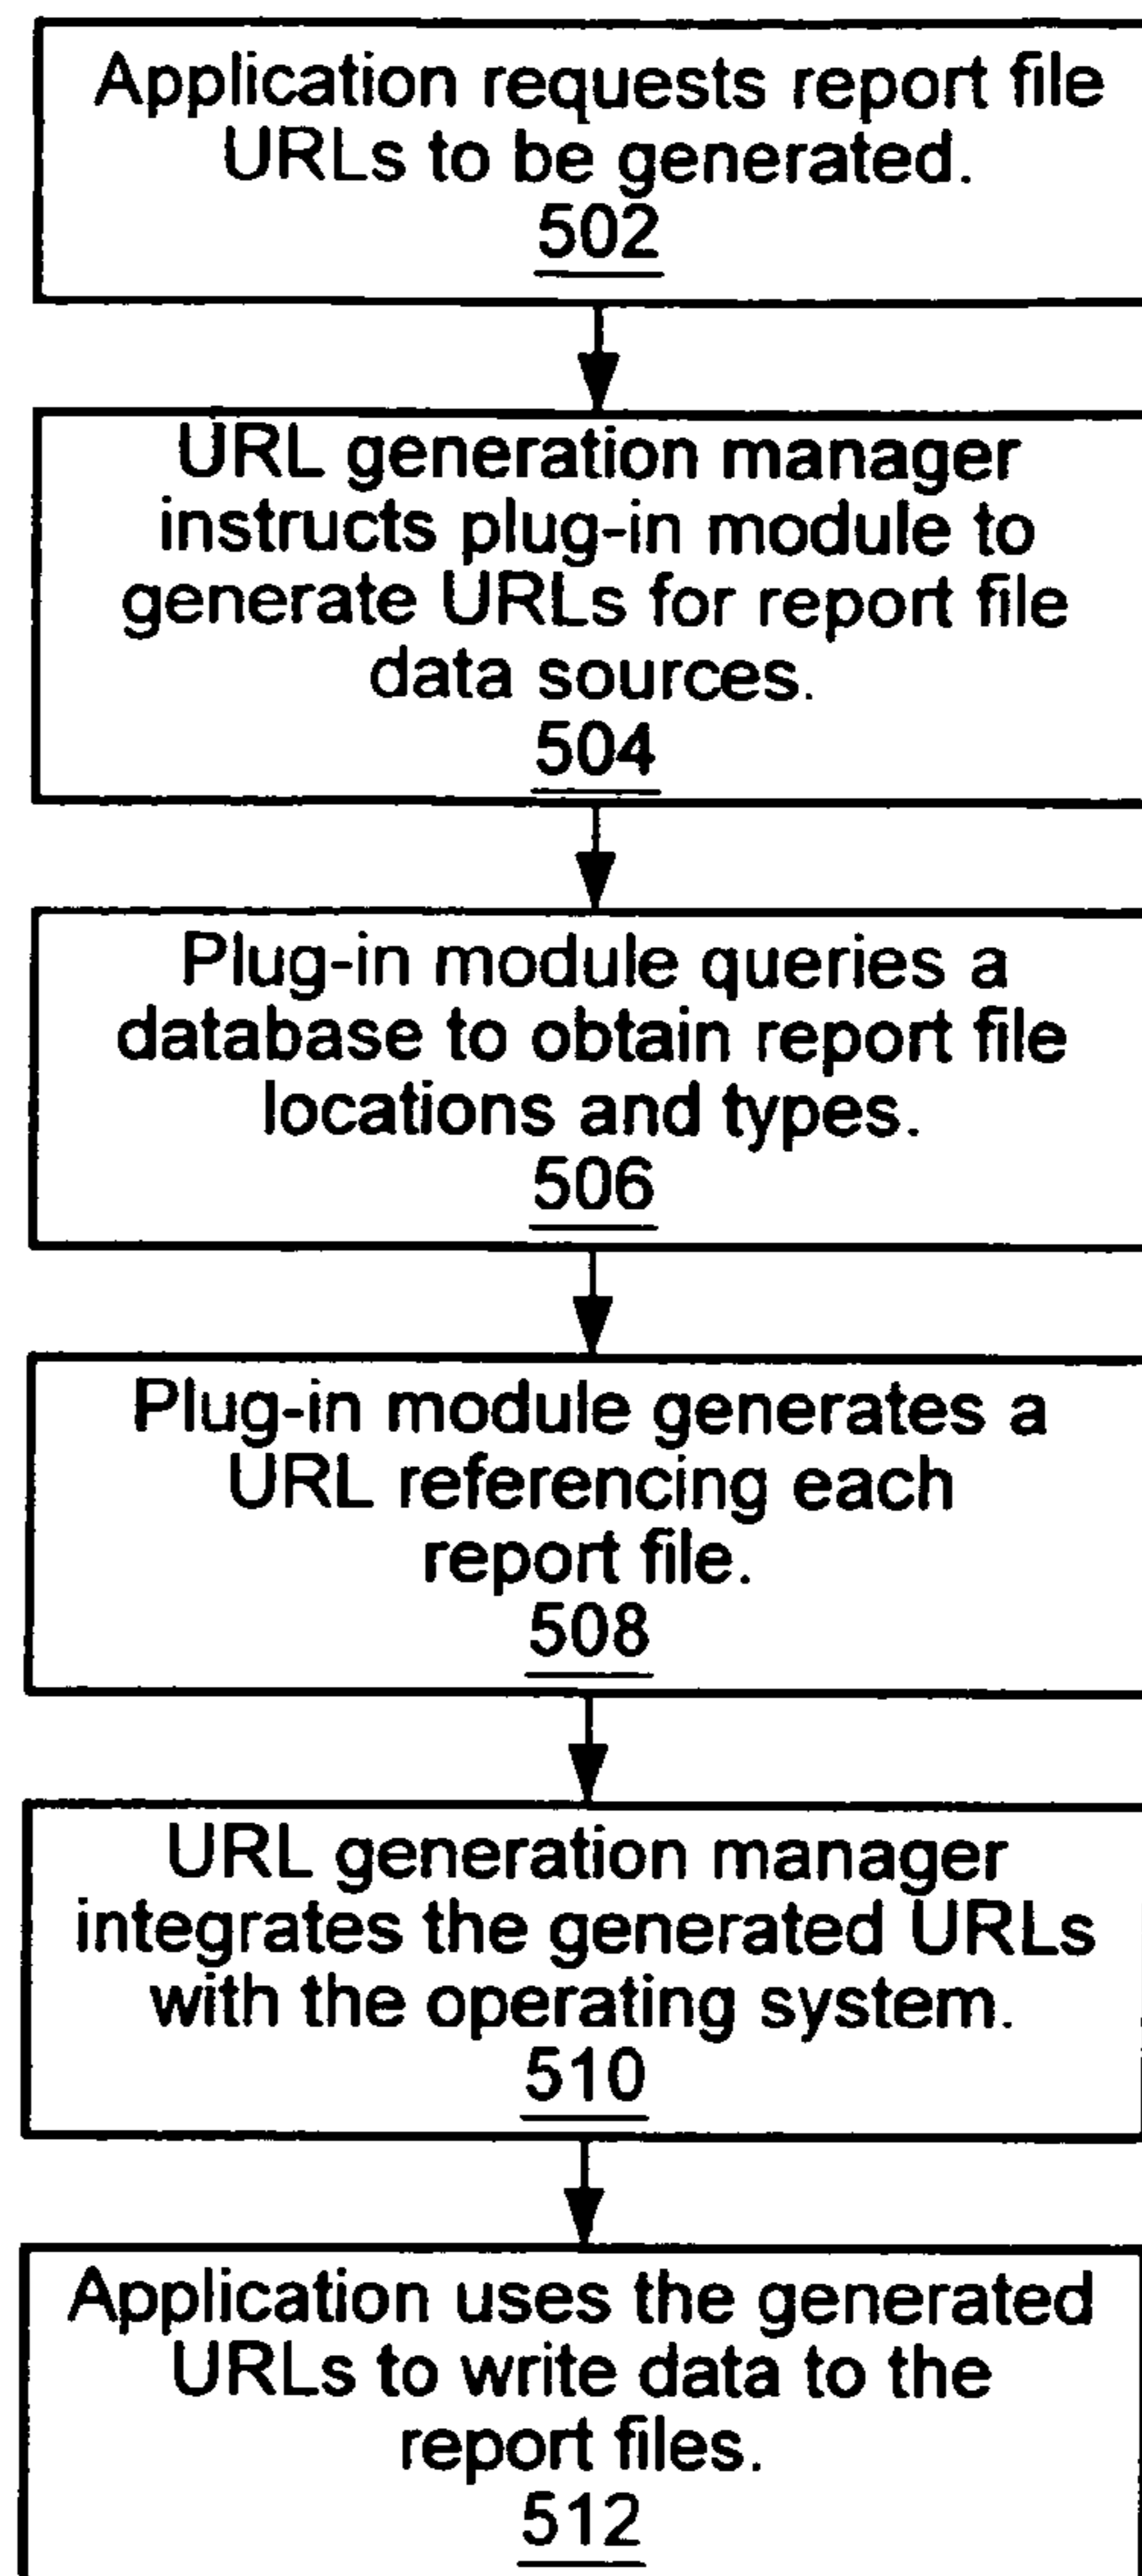 Application requests report file
URLs to be generated.
502
URL generation manager
instructs plug-in module to
generate URLs for report file
data sources.
504
Plug-in module queries a
database to obtain report file
locations and types.
506
Plug-in module generates a
URL referencing each
report file.
508
URL generation manager
integrates the generated URLs
with the operating system.
510
Application uses the generated
URLs to write data to the
report files.
512